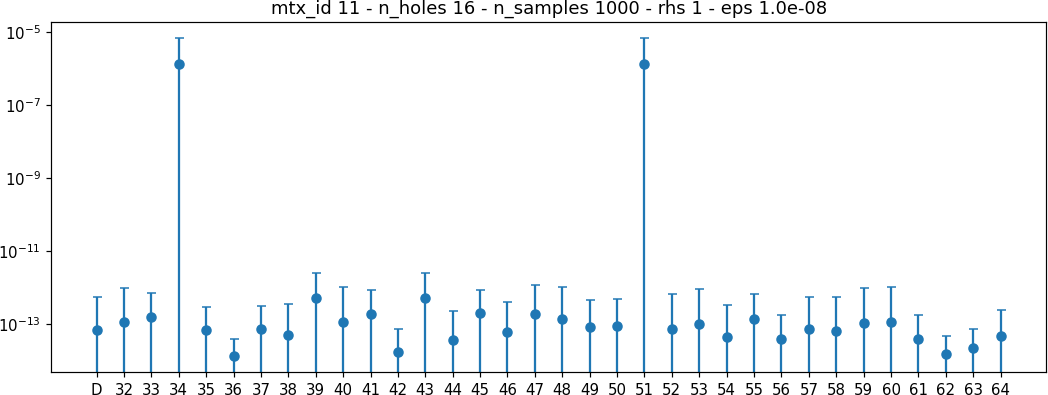 mtx_id 11 - n_holes 16 - n_samples 1000 - rhs 1 - eps 1.0e-08
10⁻⁵
10⁻⁷
10⁻⁹
10⁻¹¹
10⁻¹³
D 32 33 34 35 36 37 38 39 40 41 42 43 44 45 46 47 48 49 50 51 52 53 54 55 56 57 58 59 60 61 62 63 64